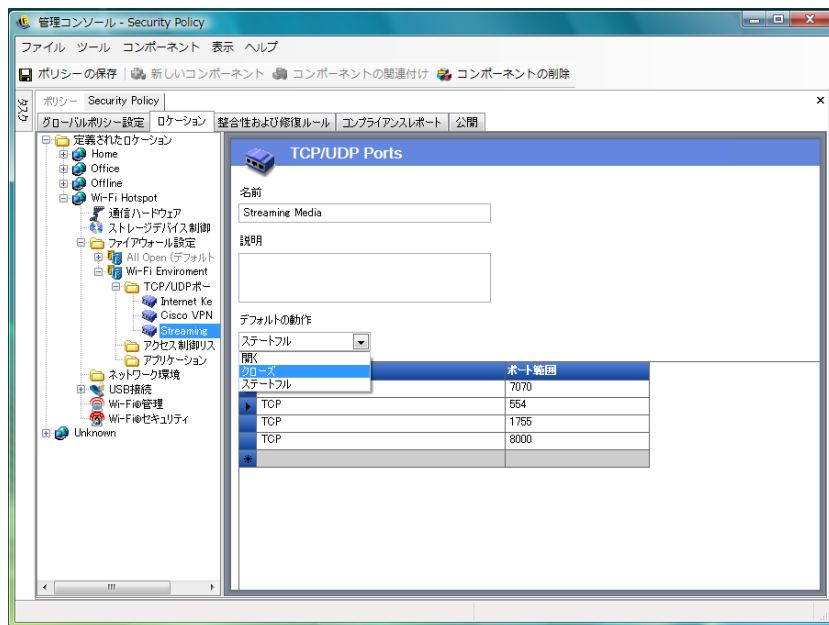 管理コンソール - Security Policy
ファイル ツール コンポーネント 表示 ヘルプ
ポリシーの保存 新しいコンポーネント コンポーネントの関連付け コンポーネントの削除
タスク
ポリシー Security Policy
グローバルポリシー設定 ロケーション 整合性および修復ルール コンプライアンスレポート 公開
定義されたロケーション
Home
Office
Offline
Wi-Fi Hotspot
通信ハードウェア
ストレージデバイス制御
ファイアウォール設定
All Open (デフォルト
Wi-Fi Enviroment
TCP/UDPポー
Internet Ke
Cisco VPN
Streaming
アクセス制御リス
アプリケーション
ネットワーク環境
USB接続
Wi-Fi®管理
Wi-Fi®セキュリティ
Unknown
TCP/UDP Ports
名前
Streaming Media
説明
デフォルトの動作
ステートフル
開く
クローズ
ステートフル
ポート範囲
7070
TCP 554
TCP 1755
TCP 8000